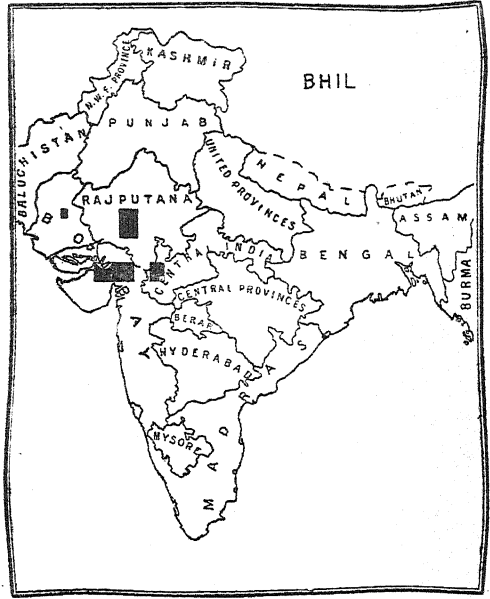 BHIL
KASHMIR
N.W.F. PROVINCE
PUNJAB
BALUCHISTAN
UNITED PROVINCES
NEPAL
BHUTAN
ASSAM
RAJPUTANA
BOMBAY
CENTRAL INDIA
BENGAL
BURMA
CENTRAL PROVINCES
BERAR
HYDERABAD
MADRAS
MYSORE